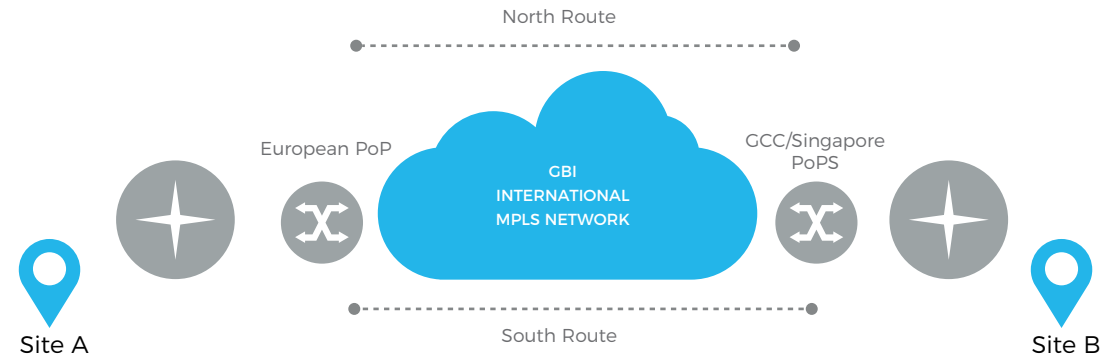 North Route
European PoP
GCC/Singapore
PoPS
GBI
INTERNATIONAL
MPLS NETWORK
South Route
Site A
Site B